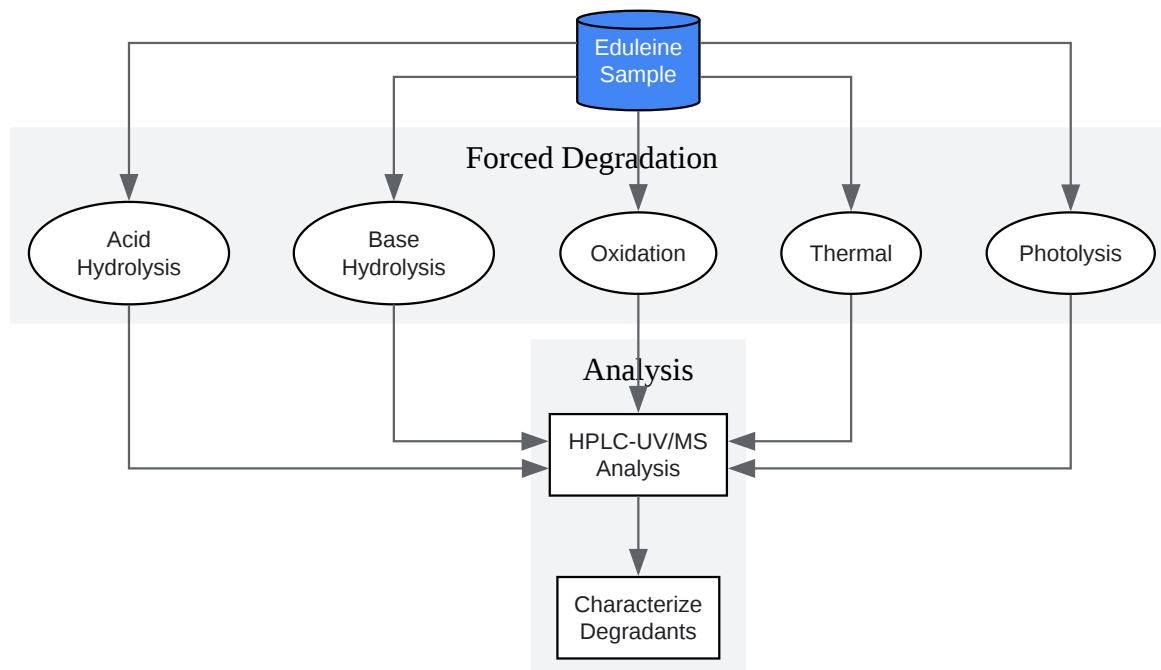 Eduleine
Sample
Forced Degradation
Acid
Hydrolysis
Base
Hydrolysis
Oxidation
Thermal
Photolysis
Analysis
HPLC-UV/MS
Analysis
Characterize
Degradants